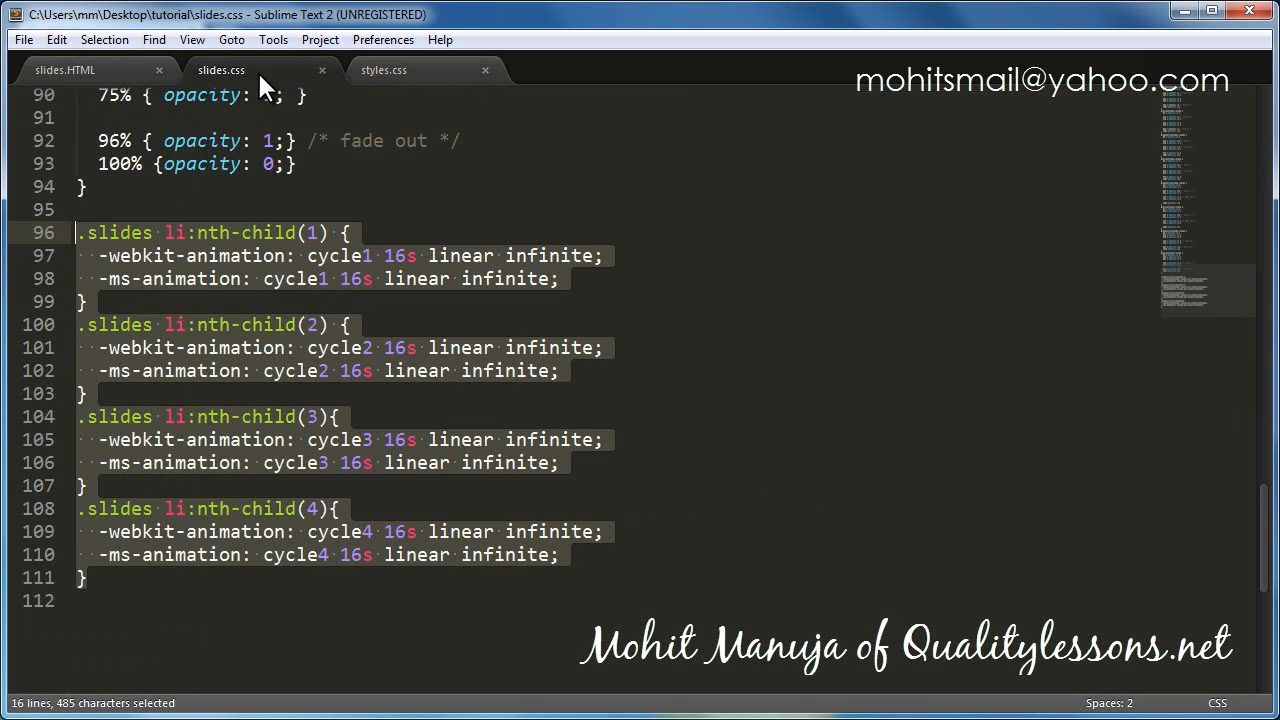 C:\Users\mm\Desktop\tutorial\slides.css - Sublime Text 2 (UNREGISTERED)
File Edit Selection Find View Goto Tools Project Preferences Help
slides.HTML × slides.css × styles.css ×
mohitsmail@yahoo.com
90 75% { opacity: ; }
91
92 96% { opacity: 1;} /* fade out */
93 100% {opacity: 0;}
94 }
95
96 .slides li:nth-child(1) {
97 -webkit-animation: cycle1 16s linear infinite;
98 -ms-animation: cycle1 16s linear infinite;
99 }
100 .slides li:nth-child(2) {
101 -webkit-animation: cycle2 16s linear infinite;
102 -ms-animation: cycle2 16s linear infinite;
103 }
104 .slides li:nth-child(3){
105 -webkit-animation: cycle3 16s linear infinite;
106 -ms-animation: cycle3 16s linear infinite;
107 }
108 .slides li:nth-child(4){
109 -webkit-animation: cycle4 16s linear infinite;
110 -ms-animation: cycle4 16s linear infinite;
111 }
112
Mohit Manuja of Qualitylessons.net
16 lines, 485 characters selected Spaces: 2 CSS